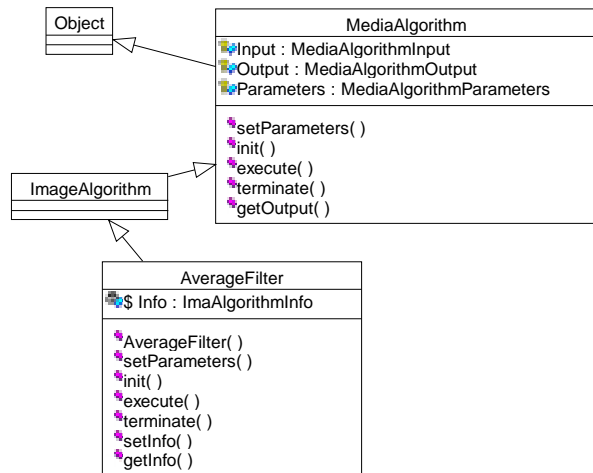 Object
MediaAlgorithm
Input : MediaAlgorithmInput
Output : MediaAlgorithmOutput
Parameters : MediaAlgorithmParameters
setParameters( )
init( )
execute( )
terminate( )
getOutput( )
ImageAlgorithm
AverageFilter
$ Info : ImaAlgorithmInfo
AverageFilter( )
setParameters( )
init( )
execute( )
terminate( )
setInfo( )
getInfo( )